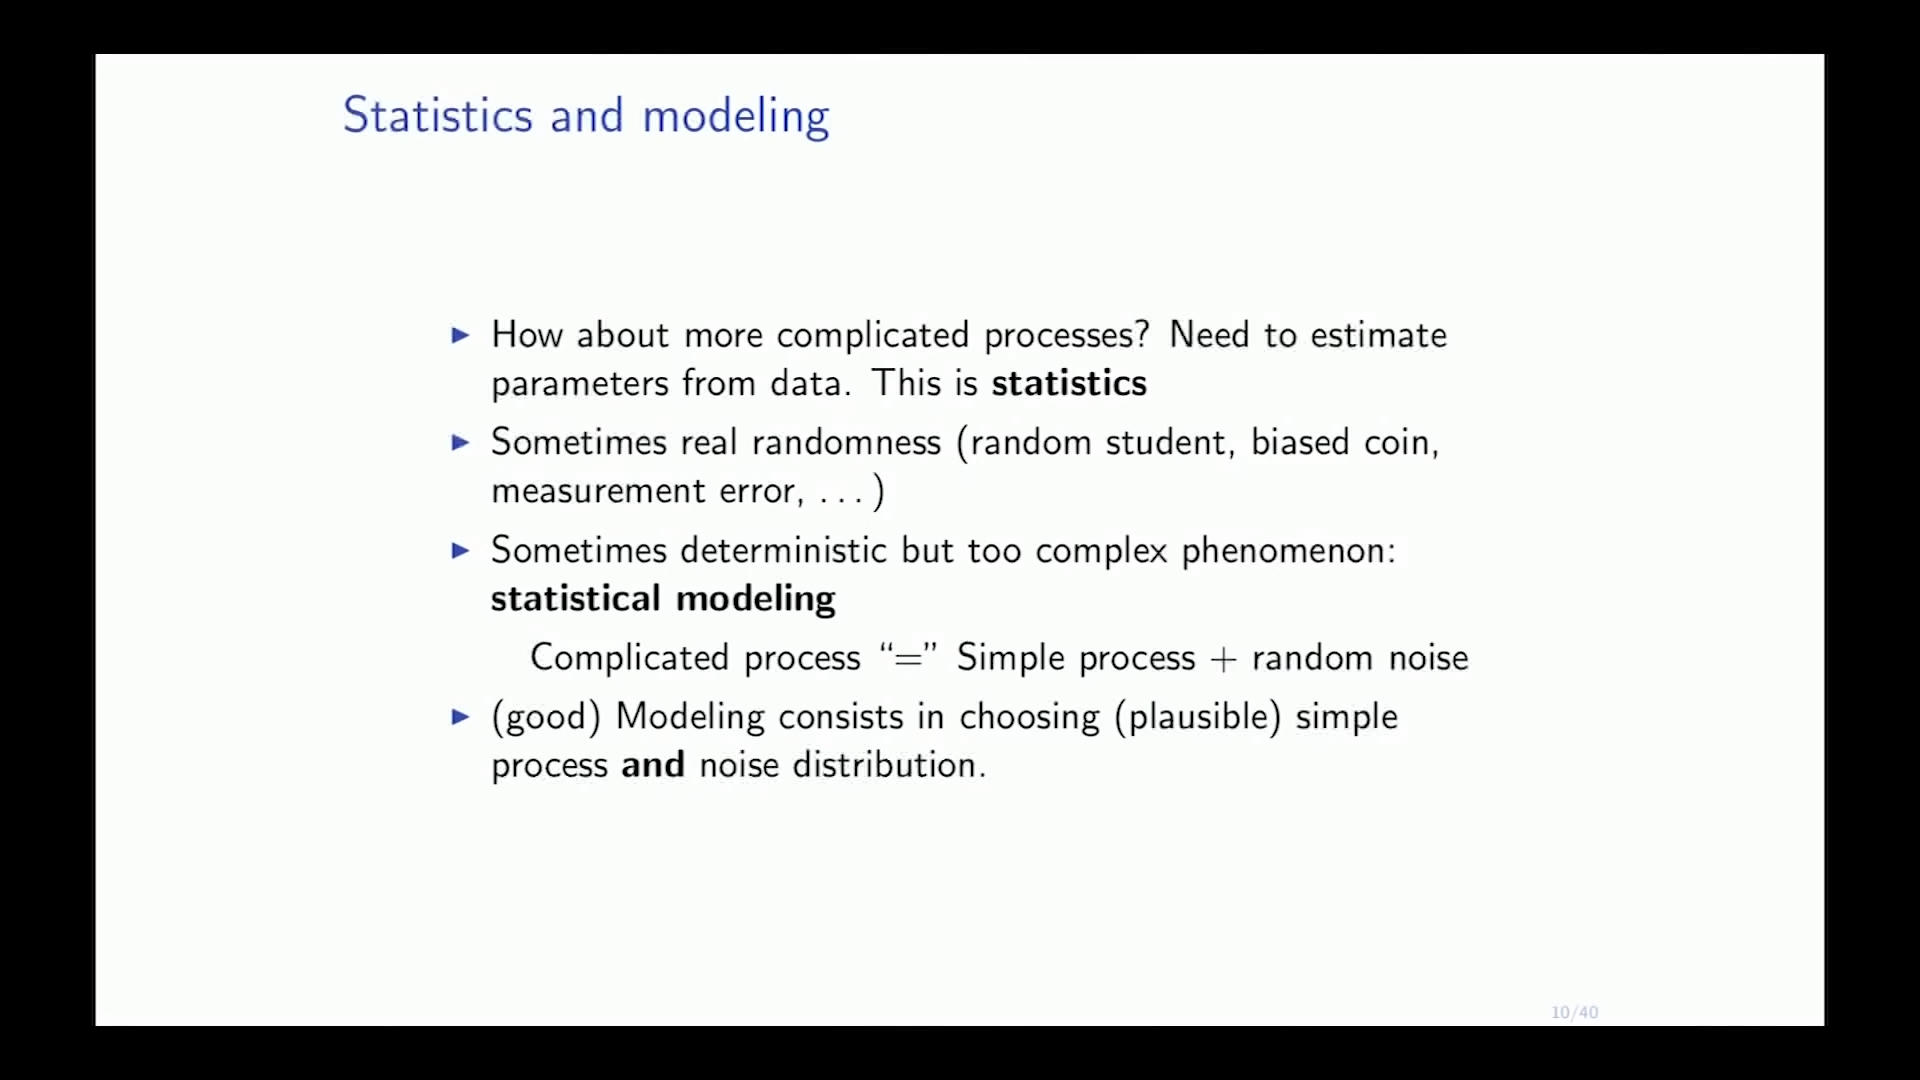 Statistics and modeling
▶ How about more complicated processes? Need to estimate
parameters from data. This is statistics
▶ Sometimes real randomness (random student, biased coin,
measurement error, . . . )
▶ Sometimes deterministic but too complex phenomenon:
statistical modeling
Complicated process “=” Simple process + random noise
▶ (good) Modeling consists in choosing (plausible) simple
process and noise distribution.
10/40